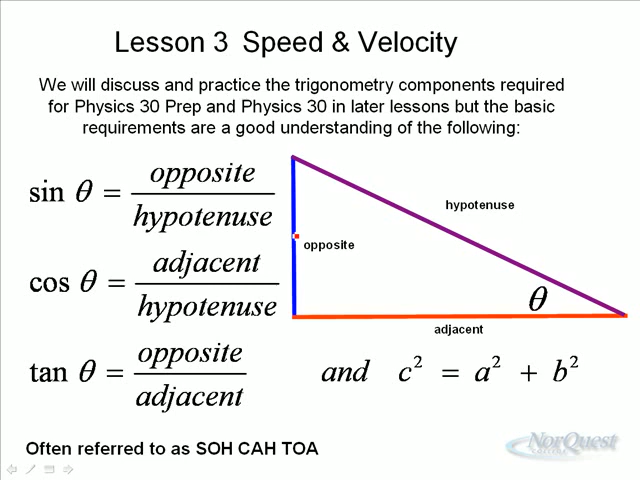 Lesson 3 Speed & Velocity
We will discuss and practice the trigonometry components required
for Physics 30 Prep and Physics 30 in later lessons but the basic
requirements are a good understanding of the following:
sin θ = opposite / hypotenuse
cos θ = adjacent / hypotenuse
tan θ = opposite / adjacent
hypotenuse
opposite
θ
adjacent
and c² = a² + b²
Often referred to as SOH CAH TOA
NorQuest
COLLEGE